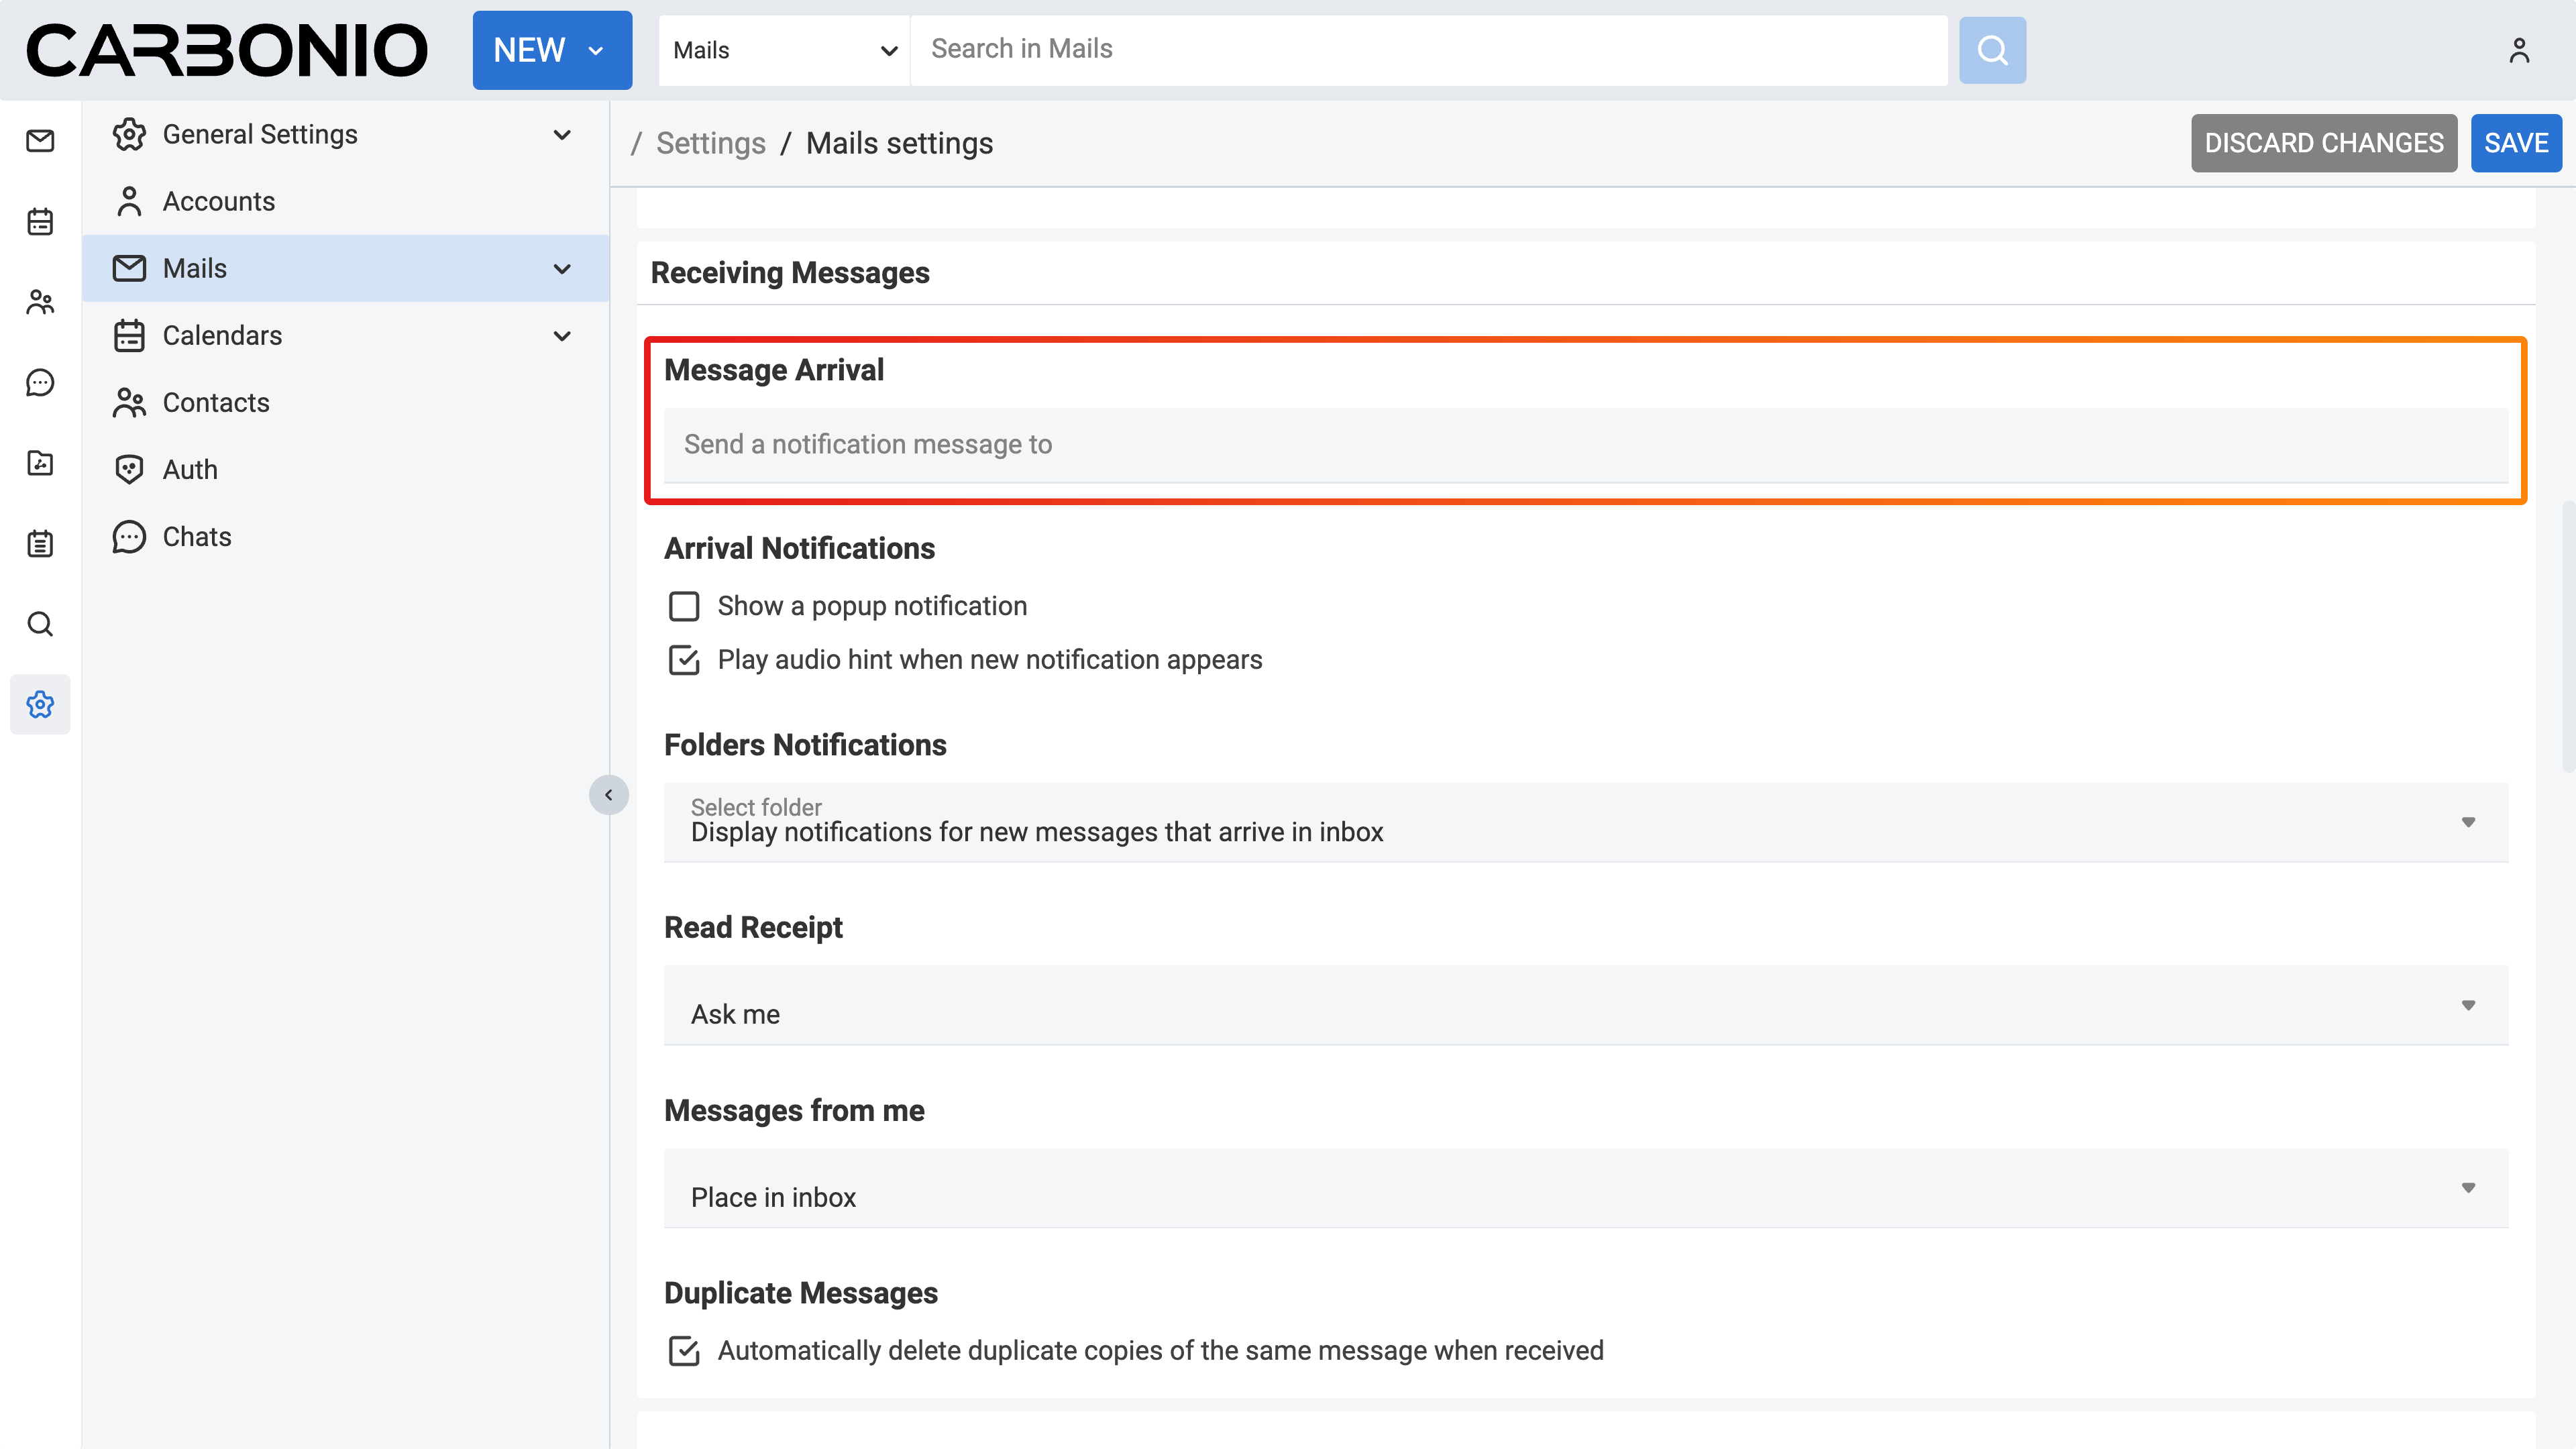 CARBONIO
NEW
Mails
Search in Mails
General Settings
Accounts
Mails
Calendars
Contacts
Auth
Chats
/ Settings / Mails settings
DISCARD CHANGES
SAVE
Receiving Messages
Message Arrival
Send a notification message to
Arrival Notifications
Show a popup notification
Play audio hint when new notification appears
Folders Notifications
Select folder
Display notifications for new messages that arrive in inbox
Read Receipt
Ask me
Messages from me
Place in inbox
Duplicate Messages
Automatically delete duplicate copies of the same message when received